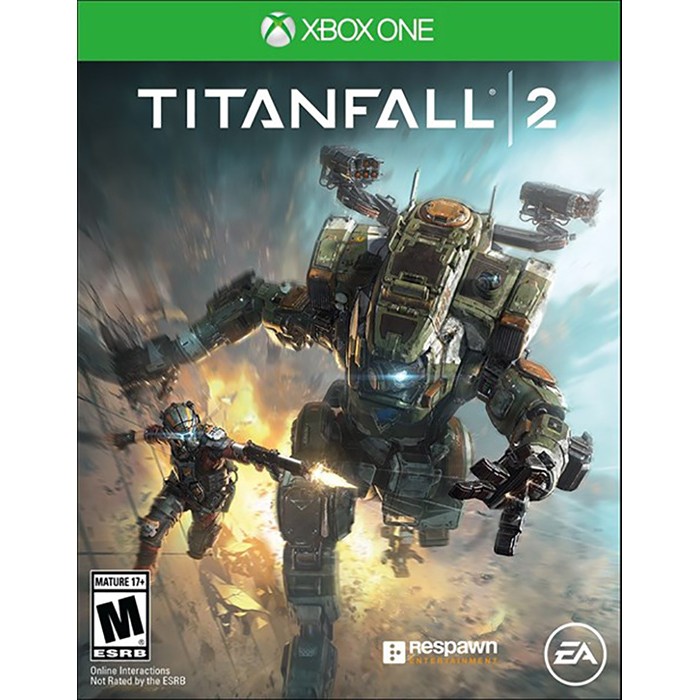 XBOX ONE
TITANFALL® | 2
MATURE 17+
M
®
ESRB
Online Interactions
Not Rated by the ESRB
Respawn
ENTERTAINMENT
EA